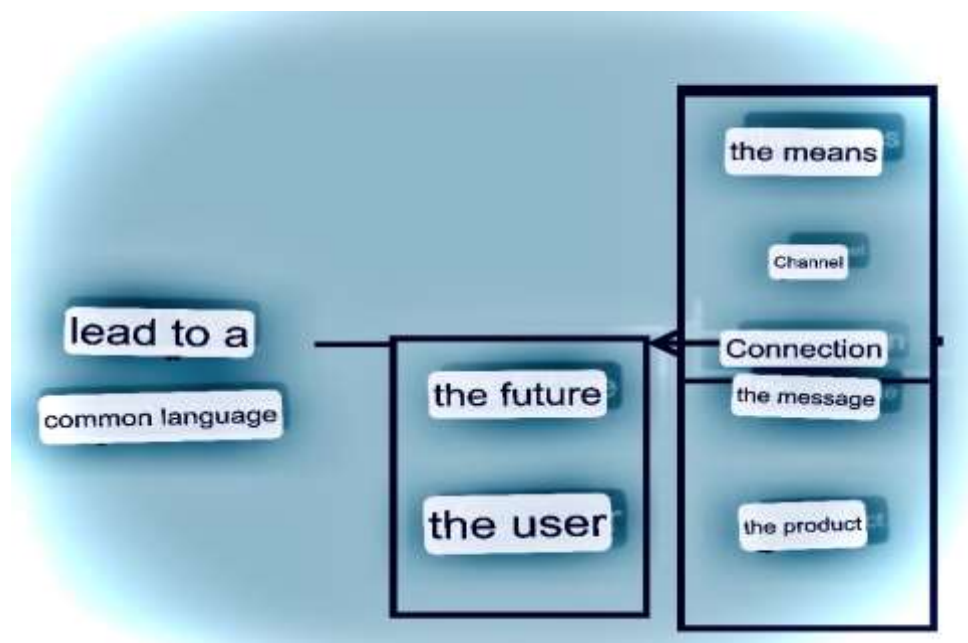 the means
Channel
Connection
the message
the product
the future
the user
lead to a
common language